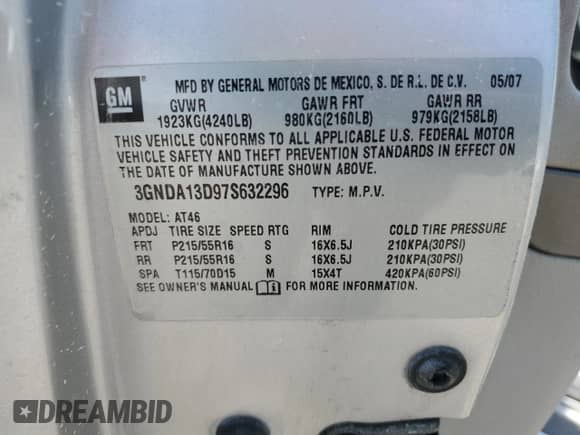 GM
MFD BY GENERAL MOTORS DE MEXICO, S. DE R.L. DE C.V. 05/07
GVWR GAWR FRT GAWR RR
1923KG(4240LB) 980KG(2160LB) 979KG(2158LB)
THIS VEHICLE CONFORMS TO ALL APPLICABLE U.S. FEDERAL MOTOR
VEHICLE SAFETY AND THEFT PREVENTION STANDARDS IN EFFECT ON
THE DATE OF MANUFACTURE SHOWN ABOVE.
3GNDA13D97S632296 TYPE: M.P.V.
MODEL: AT46
APDJ TIRE SIZE SPEED RTG RIM COLD TIRE PRESSURE
FRT P215/55R16 S 16X6.5J 210KPA(30PSI)
RR P215/55R16 S 16X6.5J 210KPA(30PSI)
SPA T115/70D15 M 15X4T 420KPA(60PSI)
SEE OWNER'S MANUAL FOR MORE INFORMATION.
DREAMBID